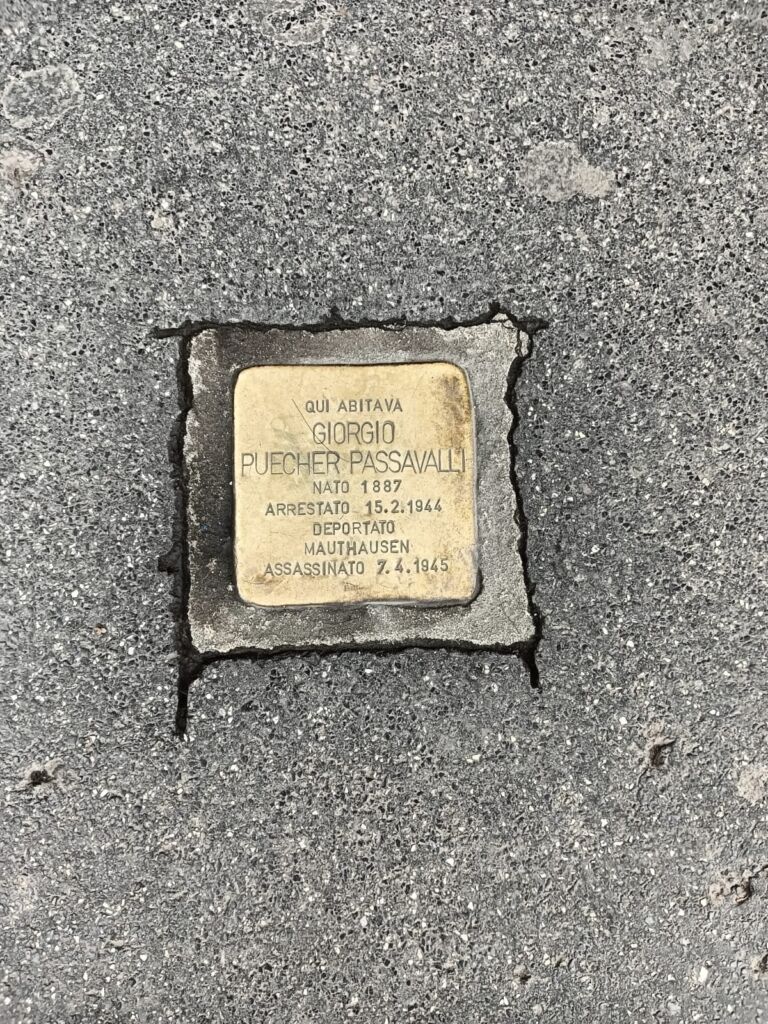 QUI ABITAVA
GIORGIO
PUECHER PASSAVALLI
NATO 1887
ARRESTATO 15.2.1944
DEPORTATO
MAUTHAUSEN
ASSASSINATO 7.4.1945